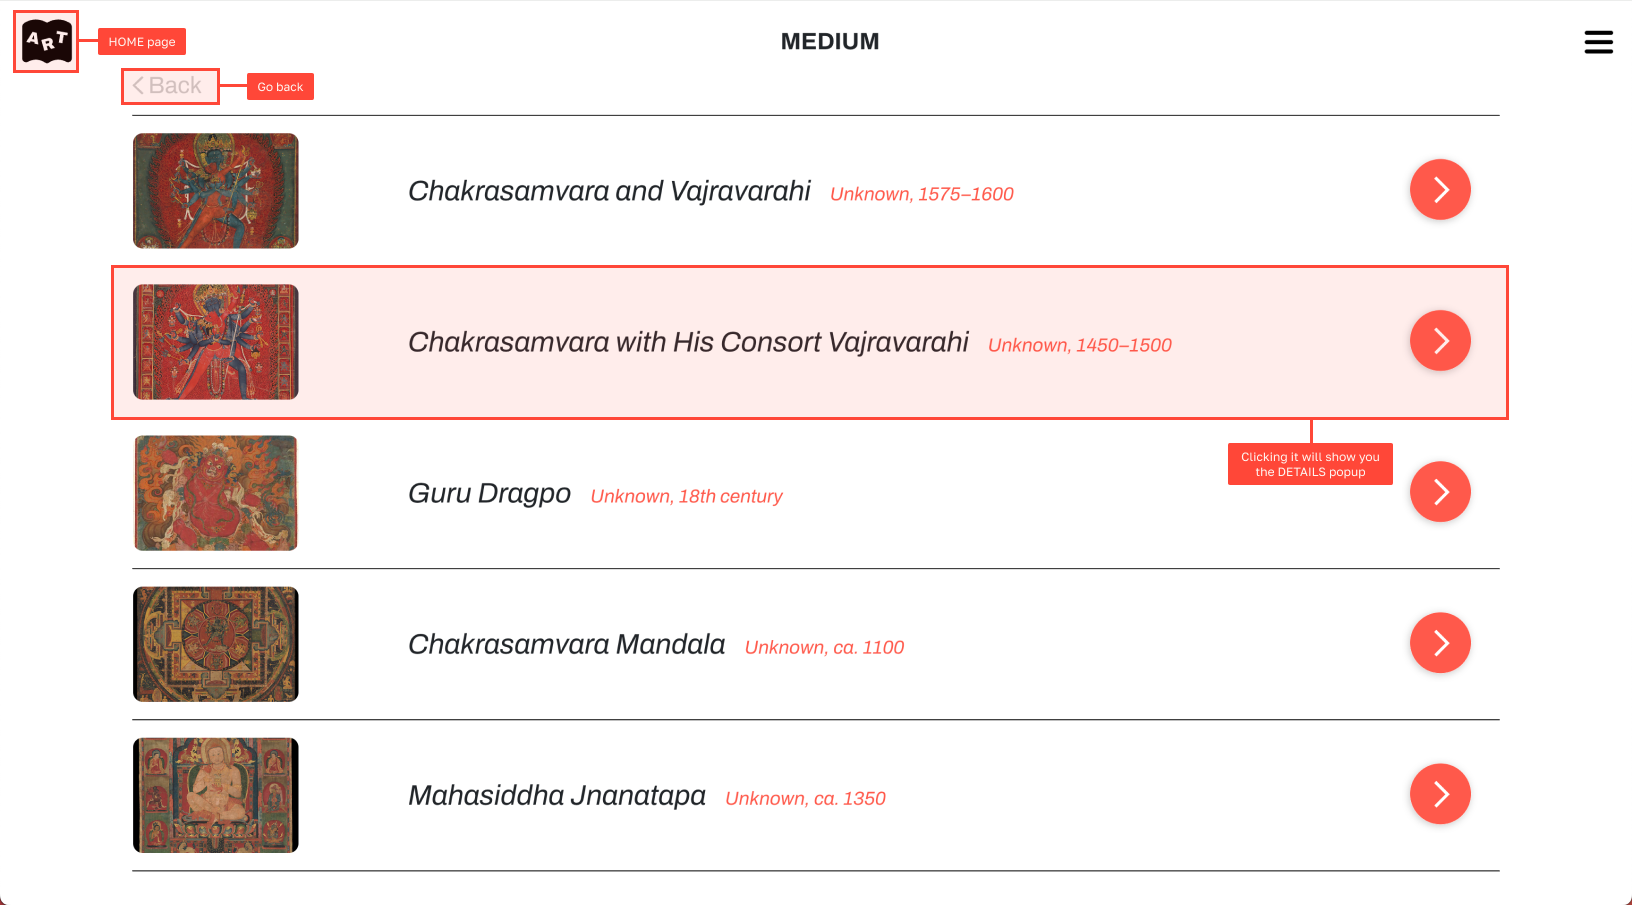 ART
HOME page
MEDIUM
Back
Go back
Chakrasamvara and Vajravarahi Unknown, 1575–1600
Chakrasamvara with His Consort Vajravarahi Unknown, 1450–1500
Clicking it will show you
the DETAILS popup
Guru Dragpo Unknown, 18th century
Chakrasamvara Mandala Unknown, ca. 1100
Mahasiddha Jnanatapa Unknown, ca. 1350